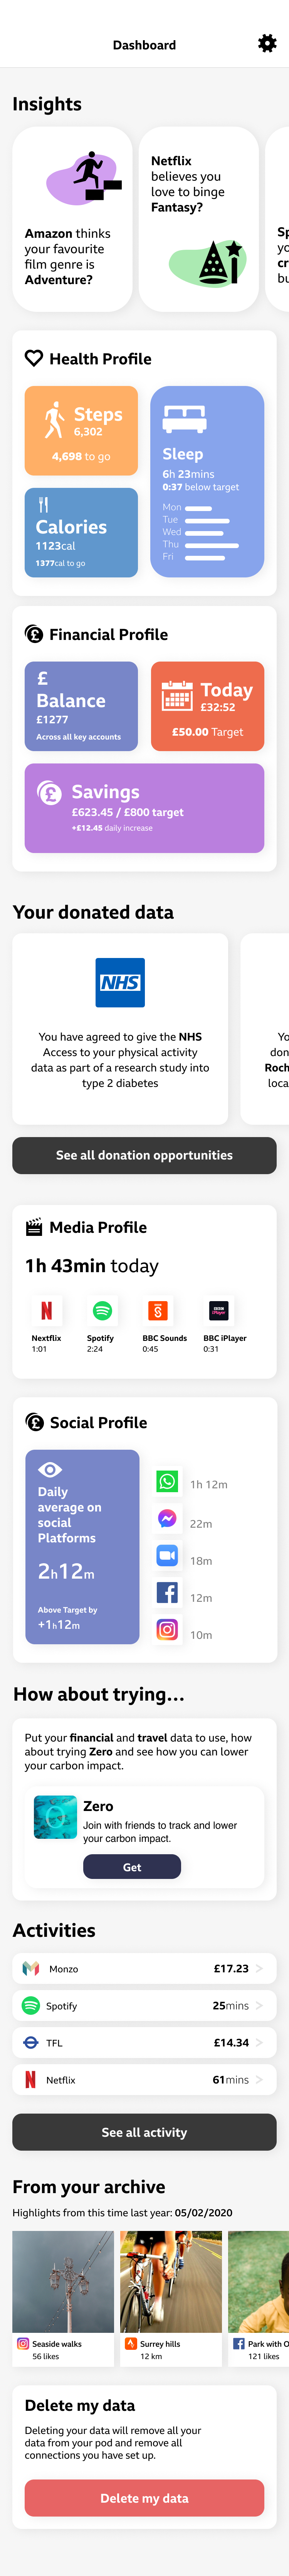 Dashboard
Insights
Amazon thinks
your favourite
film genre is
Adventure?
Netflix
believes you
love to binge
Fantasy?
Health Profile
Steps
6,302
4,698 to go
Calories
1123cal
1377cal to go
Sleep
6h 23mins
0:37 below target
Mon
Tue
Wed
Thu
Fri
Financial Profile
£
Balance
£1277
Across all key accounts
Today
£32:52
£50.00 Target
£
Savings
£623.45 / £800 target
+£12.45 daily increase
Your donated data
NHS
You have agreed to give the NHS
Access to your physical activity
data as part of a research study into
type 2 diabetes
See all donation opportunities
Media Profile
1h 43min today
Nextflix
1:01
Spotify
2:24
BBC Sounds
0:45
BBC iPlayer
0:31
Social Profile
Daily
average on
social
Platforms
2h12m
Above Target by
+1h12m
1h 12m
22m
18m
12m
10m
How about trying...
Put your financial and travel data to use, how
about trying Zero and see how you can lower
your carbon impact.
Zero
Join with friends to track and lower
your carbon impact.
Get
Activities
Monzo £17.23
Spotify 25mins
TFL £14.34
Netflix 61mins
See all activity
From your archive
Highlights from this time last year: 05/02/2020
Seaside walks
56 likes
Surrey hills
12 km
Park with O
121 likes
Delete my data
Deleting your data will remove all your
data from your pod and remove all
connections you have set up.
Delete my data